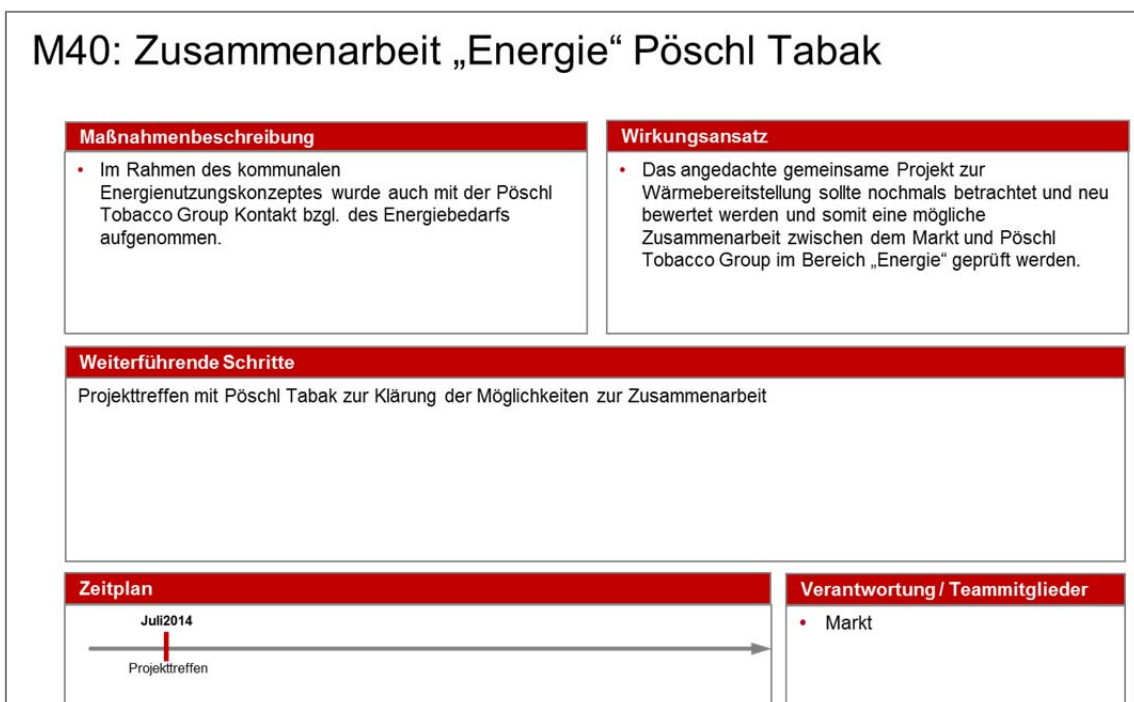 M40: Zusammenarbeit „Energie“ Pöschl Tabak
Maßnahmenbeschreibung
• Im Rahmen des kommunalen
Energienutzungskonzeptes wurde auch mit der Pöschl
Tobacco Group Kontakt bzgl. des Energiebedarfs
aufgenommen.
Wirkungsansatz
• Das angedachte gemeinsame Projekt zur
Wärmebereitstellung sollte nochmals betrachtet und neu
bewertet werden und somit eine mögliche
Zusammenarbeit zwischen dem Markt und Pöschl
Tobacco Group im Bereich „Energie“ geprüft werden.
Weiterführende Schritte
Projekttreffen mit Pöschl Tabak zur Klärung der Möglichkeiten zur Zusammenarbeit
Zeitplan
Juli2014
Projekttreffen
Verantwortung / Teammitglieder
• Markt